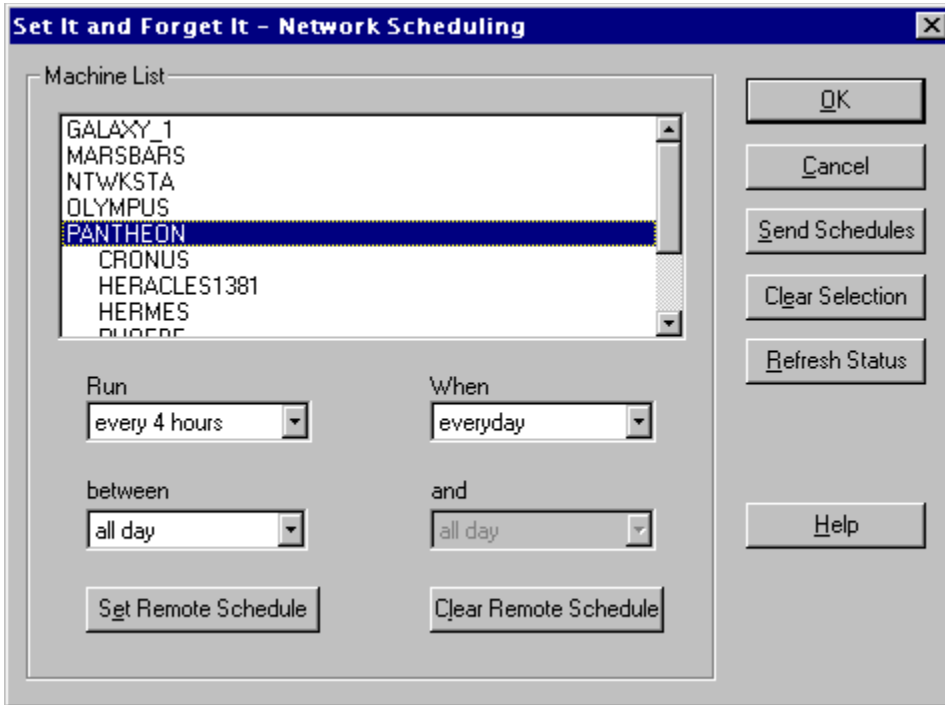 Set It and Forget It - Network Scheduling
Machine List
GALAXY_1
MARSBARS
NTWKSTA
OLYMPUS
PANTHEON
CRONUS
HERACLES1381
HERMES
Run
every 4 hours
When
everyday
between
all day
and
all day
Set Remote Schedule
Clear Remote Schedule
OK
Cancel
Send Schedules
Clear Selection
Refresh Status
Help